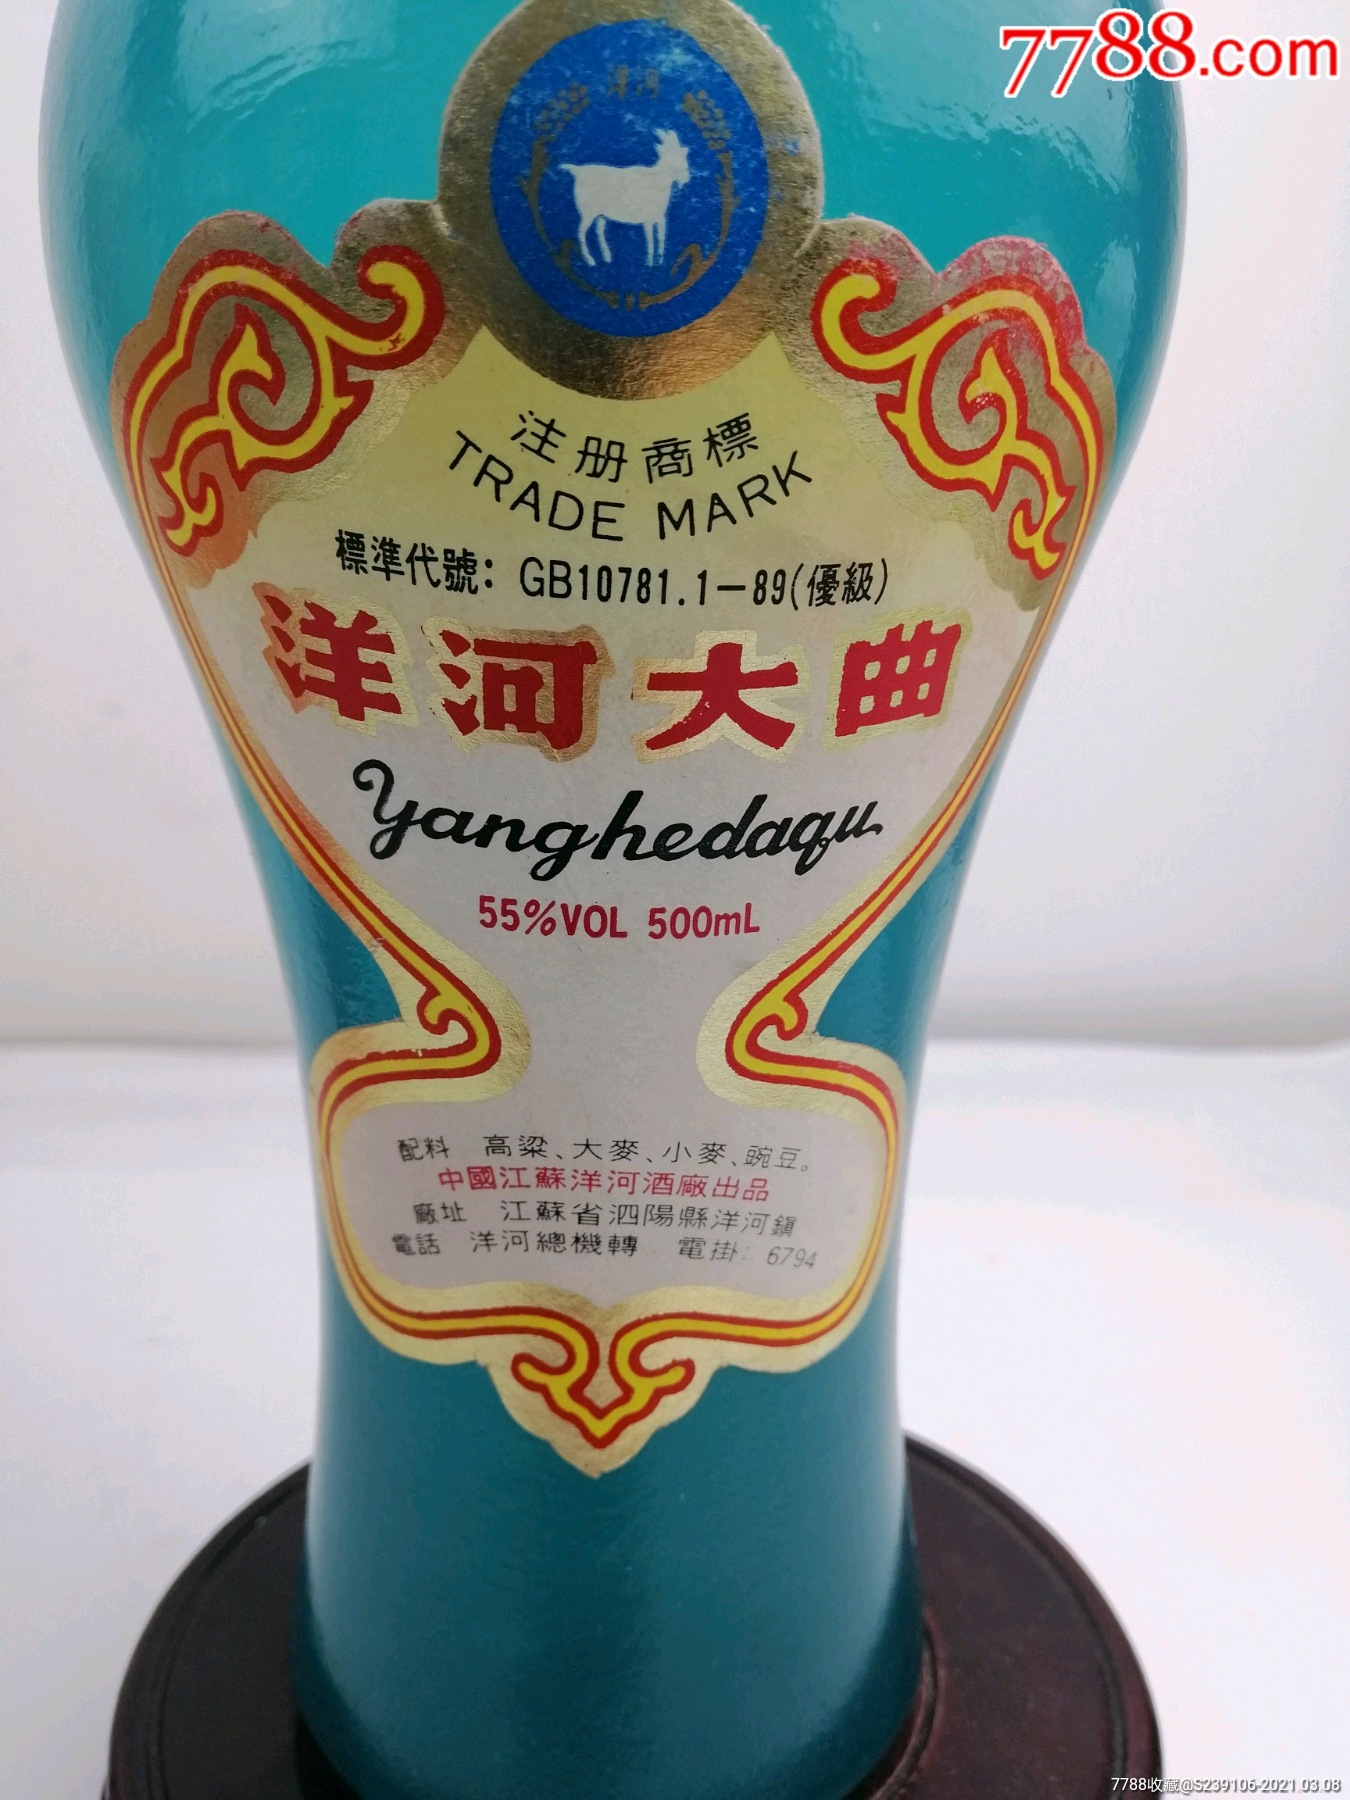 7788.com
洋河
注册商標
TRADE MARK
標準代號: GB10781.1-89(優級)
洋河大曲
Yanghedaqu
55%VOL 500mL
配料 高粱、大麥、小麥、豌豆。
中國江蘇洋河酒廠出品
廠址 江蘇省泗陽縣洋河鎮
電話 洋河總機轉 電掛: 6794
7788收藏@S239106-2021.03.08